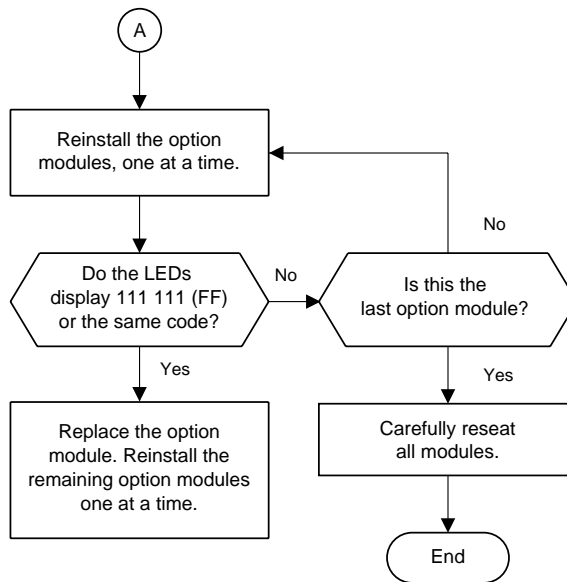 A
Reinstall the option
modules, one at a time.
No
Do the LEDs
display 111 111 (FF)
or the same code?
No
Is this the
last option module?
Yes
Yes
Replace the option
module. Reinstall the
remaining option modules
one at a time.
Carefully reseat
all modules.
End